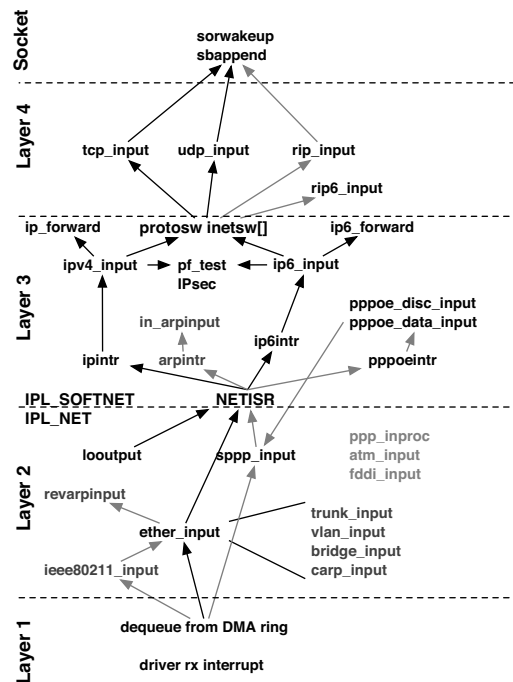 Socket
sorwakeup
sbappend
Layer 4
tcp_input
udp_input
rip_input
rip6_input
Layer 3
ip_forward
protosw inetsw[]
ip6_forward
ipv4_input
pf_test
IPsec
ip6_input
pppoe_disc_input
pppoe_data_input
in_arpinput
ip6intr
ipintr
arpintr
pppoeintr
IPL_SOFTNET
NETISR
IPL_NET
Layer 2
looutput
sppp_input
ppp_inproc
atm_input
fddi_input
revarpinput
ether_input
trunk_input
vlan_input
bridge_input
carp_input
ieee80211_input
Layer 1
dequeue from DMA ring
driver rx interrupt